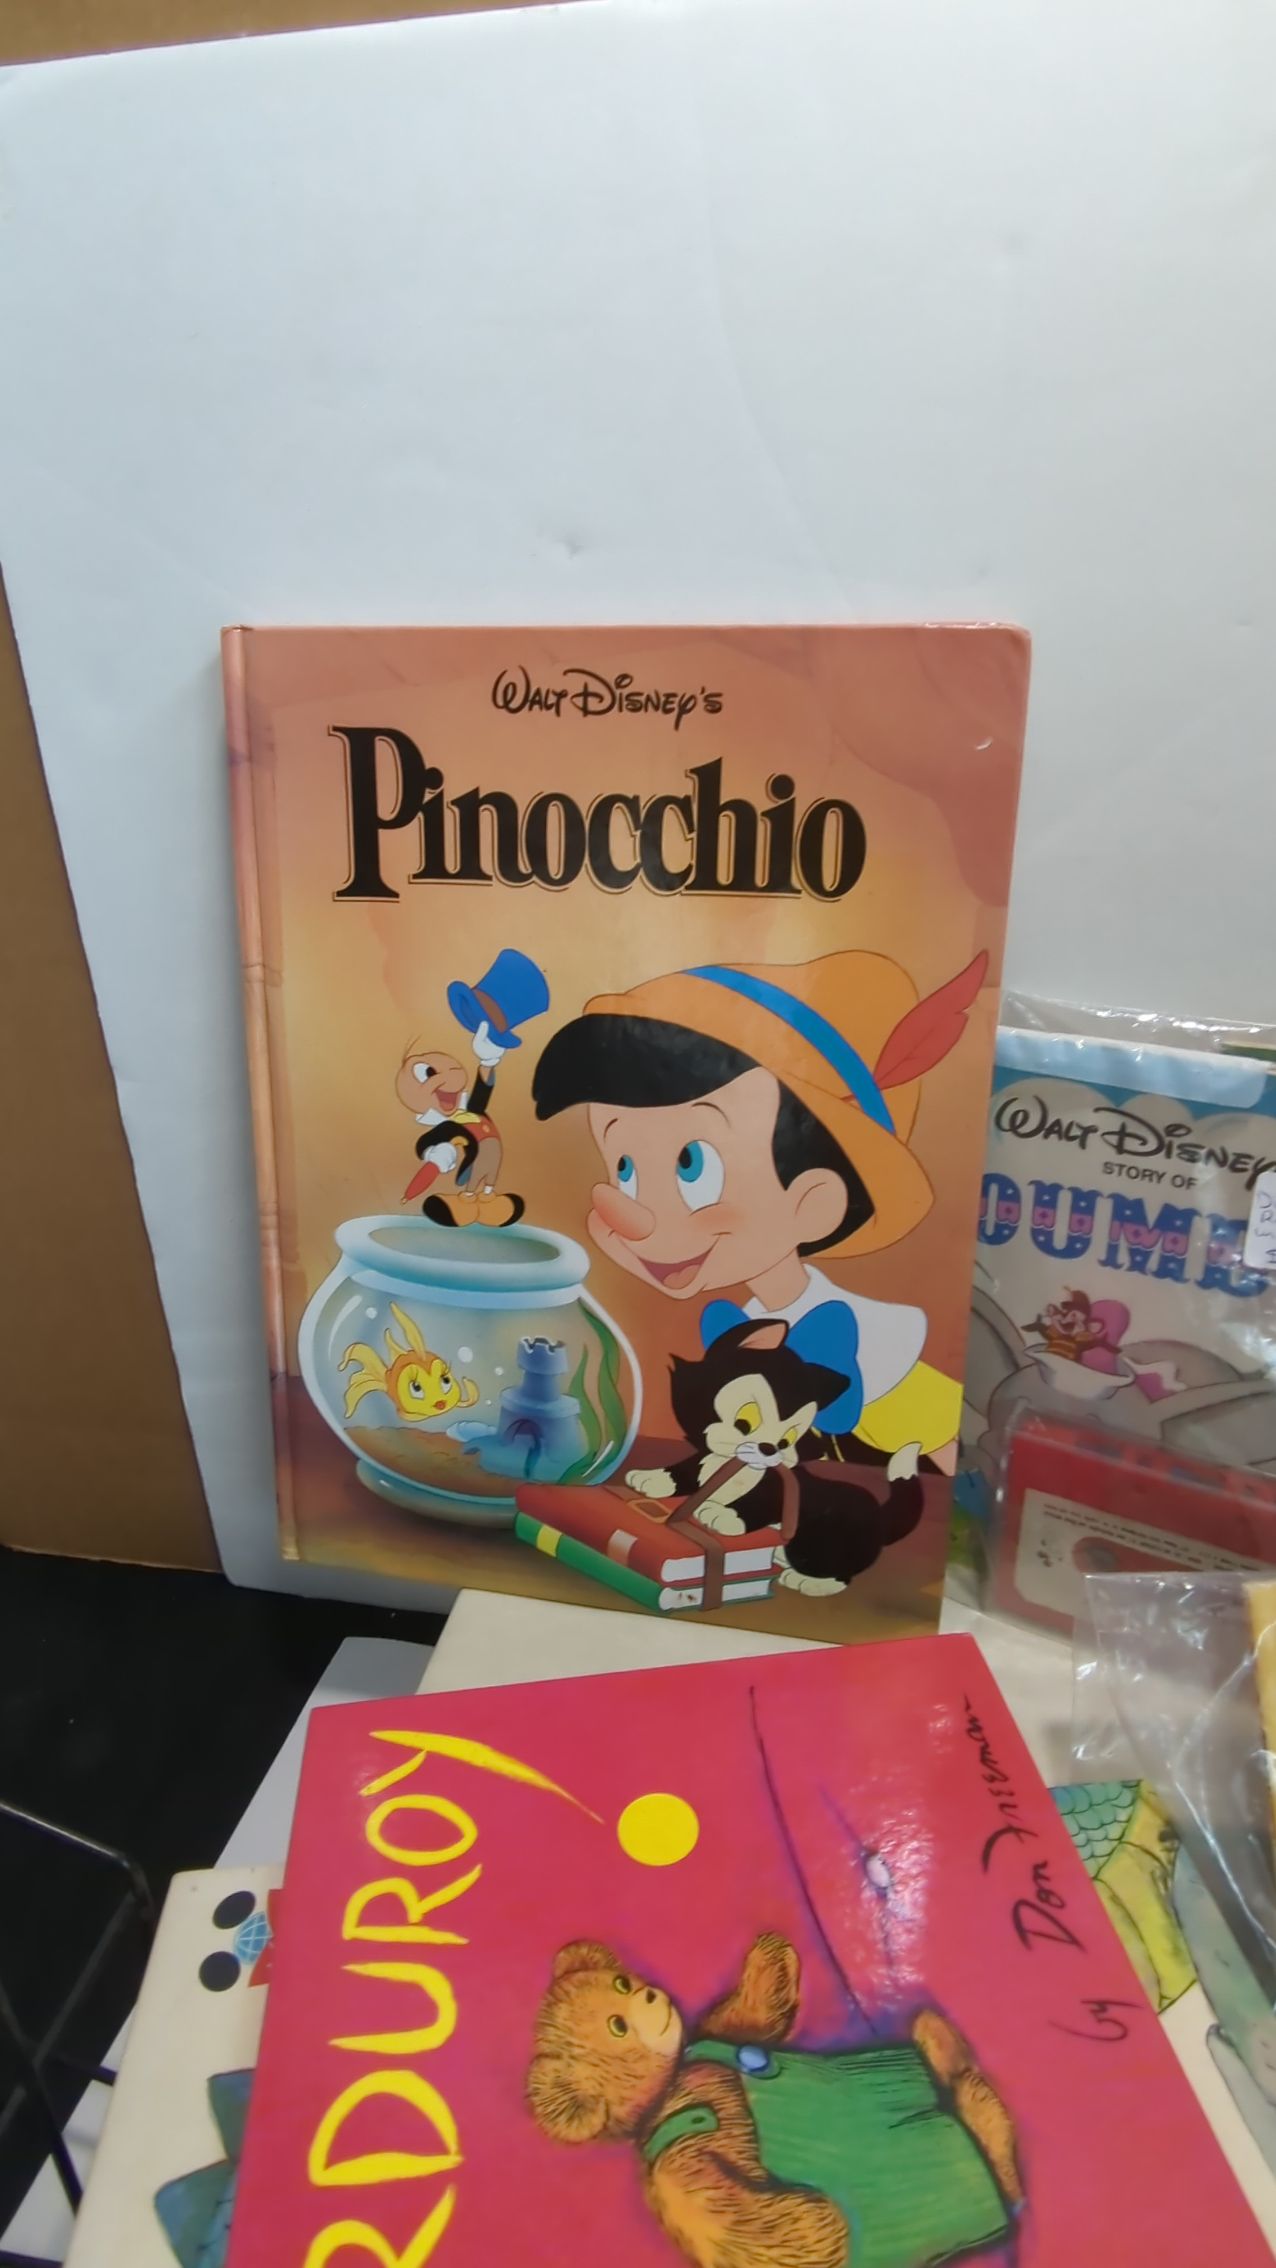 WALT DISNEY'S
Pinocchio
WALT DISNEY
STORY OF
DUMB
RDUROY
by Don Freeman